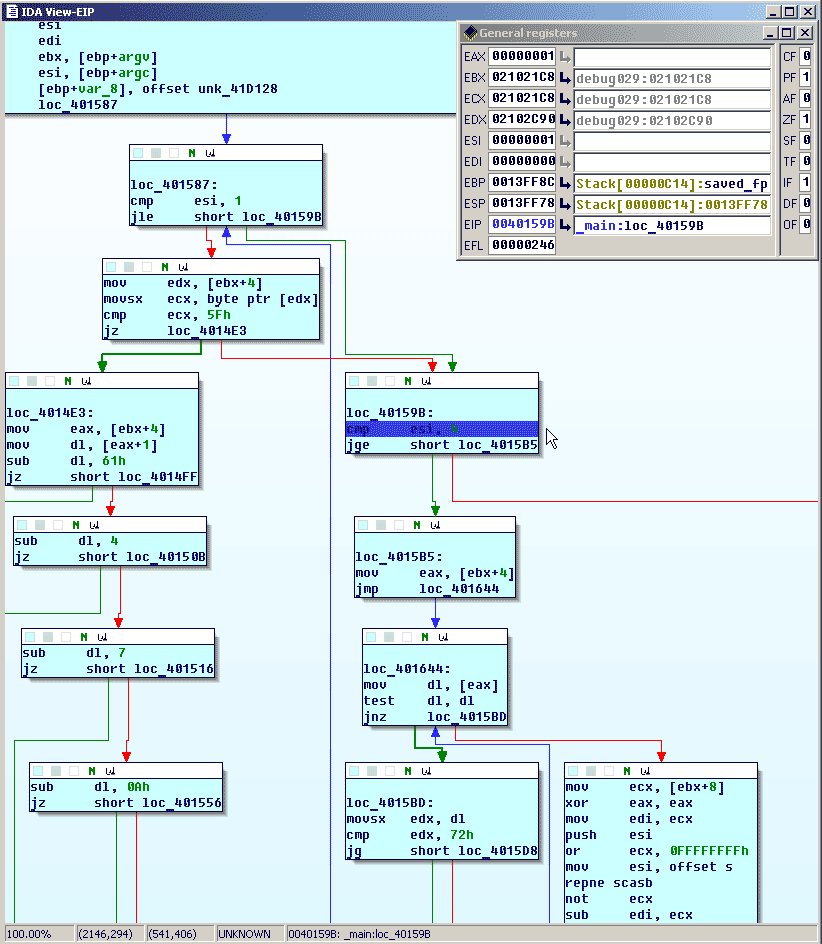 IDA View-EIP
esi
edi
ebx, [ebp+argv]
esi, [ebp+argc]
[ebp+var_8], offset unk_41D128
loc_401587
General registers
EAX 00000001
EBX 021021C8 debug029:021021C8
ECX 021021C8 debug029:021021C8
EDX 02102C90 debug029:02102C90
ESI 00000001
EDI 00000000
EBP 0013FF8C Stack[00000C14]:saved_fp
ESP 0013FF78 Stack[00000C14]:0013FF78
EIP 0040159B _main:loc_40159B
EFL 00000246
CF 0
PF 1
AF 0
ZF 1
SF 0
TF 0
IF 1
DF 0
OF 0
N
loc_401587:
cmp esi, 1
jle short loc_40159B
N
mov edx, [ebx+4]
movsx ecx, byte ptr [edx]
cmp ecx, 5Fh
jz loc_4014E3
N
loc_4014E3:
mov eax, [ebx+4]
mov dl, [eax+1]
sub dl, 61h
jz short loc_4014FF
N
loc_40159B:
cmp esi,
jge short loc_4015B5
N
sub dl, 4
jz short loc_40150B
N
loc_4015B5:
mov eax, [ebx+4]
jmp loc_401644
N
sub dl, 7
jz short loc_401516
N
loc_401644:
mov dl, [eax]
test dl, dl
jnz loc_4015BD
N
sub dl, 0Ah
jz short loc_401556
N
loc_4015BD:
movsx edx, dl
cmp edx, 72h
jg short loc_4015D8
N
mov ecx, [ebx+8]
xor eax, eax
mov edi, ecx
push esi
or ecx, 0FFFFFFFFh
mov esi, offset s
repne scasb
not ecx
sub edi, ecx
100.00% (2146,294) (541,406) UNKNOWN 0040159B: _main:loc_40159B